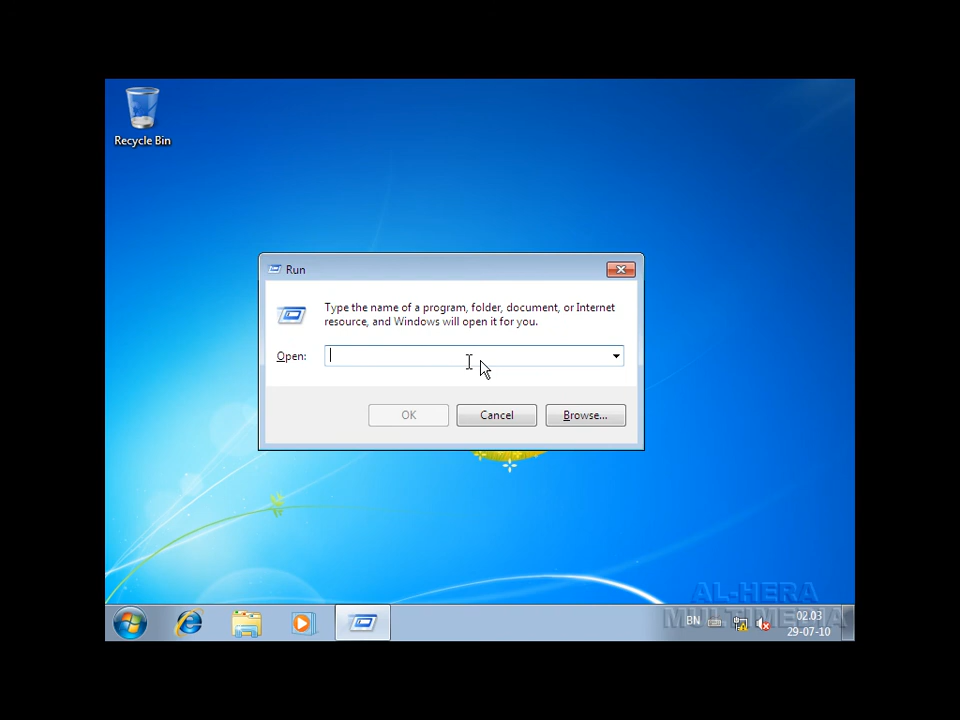 Recycle Bin
Run
Type the name of a program, folder, document, or Internet
resource, and Windows will open it for you.
Open:
OK
Cancel
Browse...
AL-HERA
MULTIMEDIA
BN
02.03
29-07-10